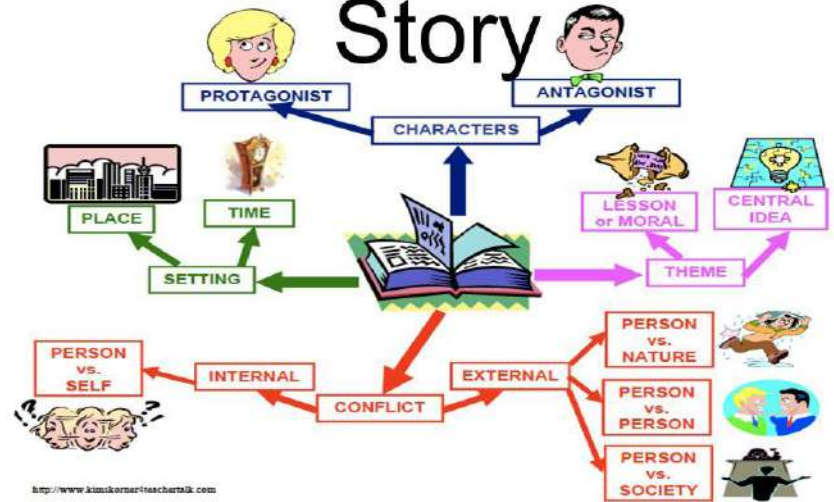 Story
PROTAGONIST
ANTAGONIST
CHARACTERS
PLACE
TIME
SETTING
LESSON
or MORAL
CENTRAL
IDEA
THEME
PERSON
vs.
SELF
INTERNAL
CONFLICT
EXTERNAL
PERSON
vs.
NATURE
PERSON
vs.
PERSON
PERSON
vs.
SOCIETY
http://www.kimskorner4teachertalk.com